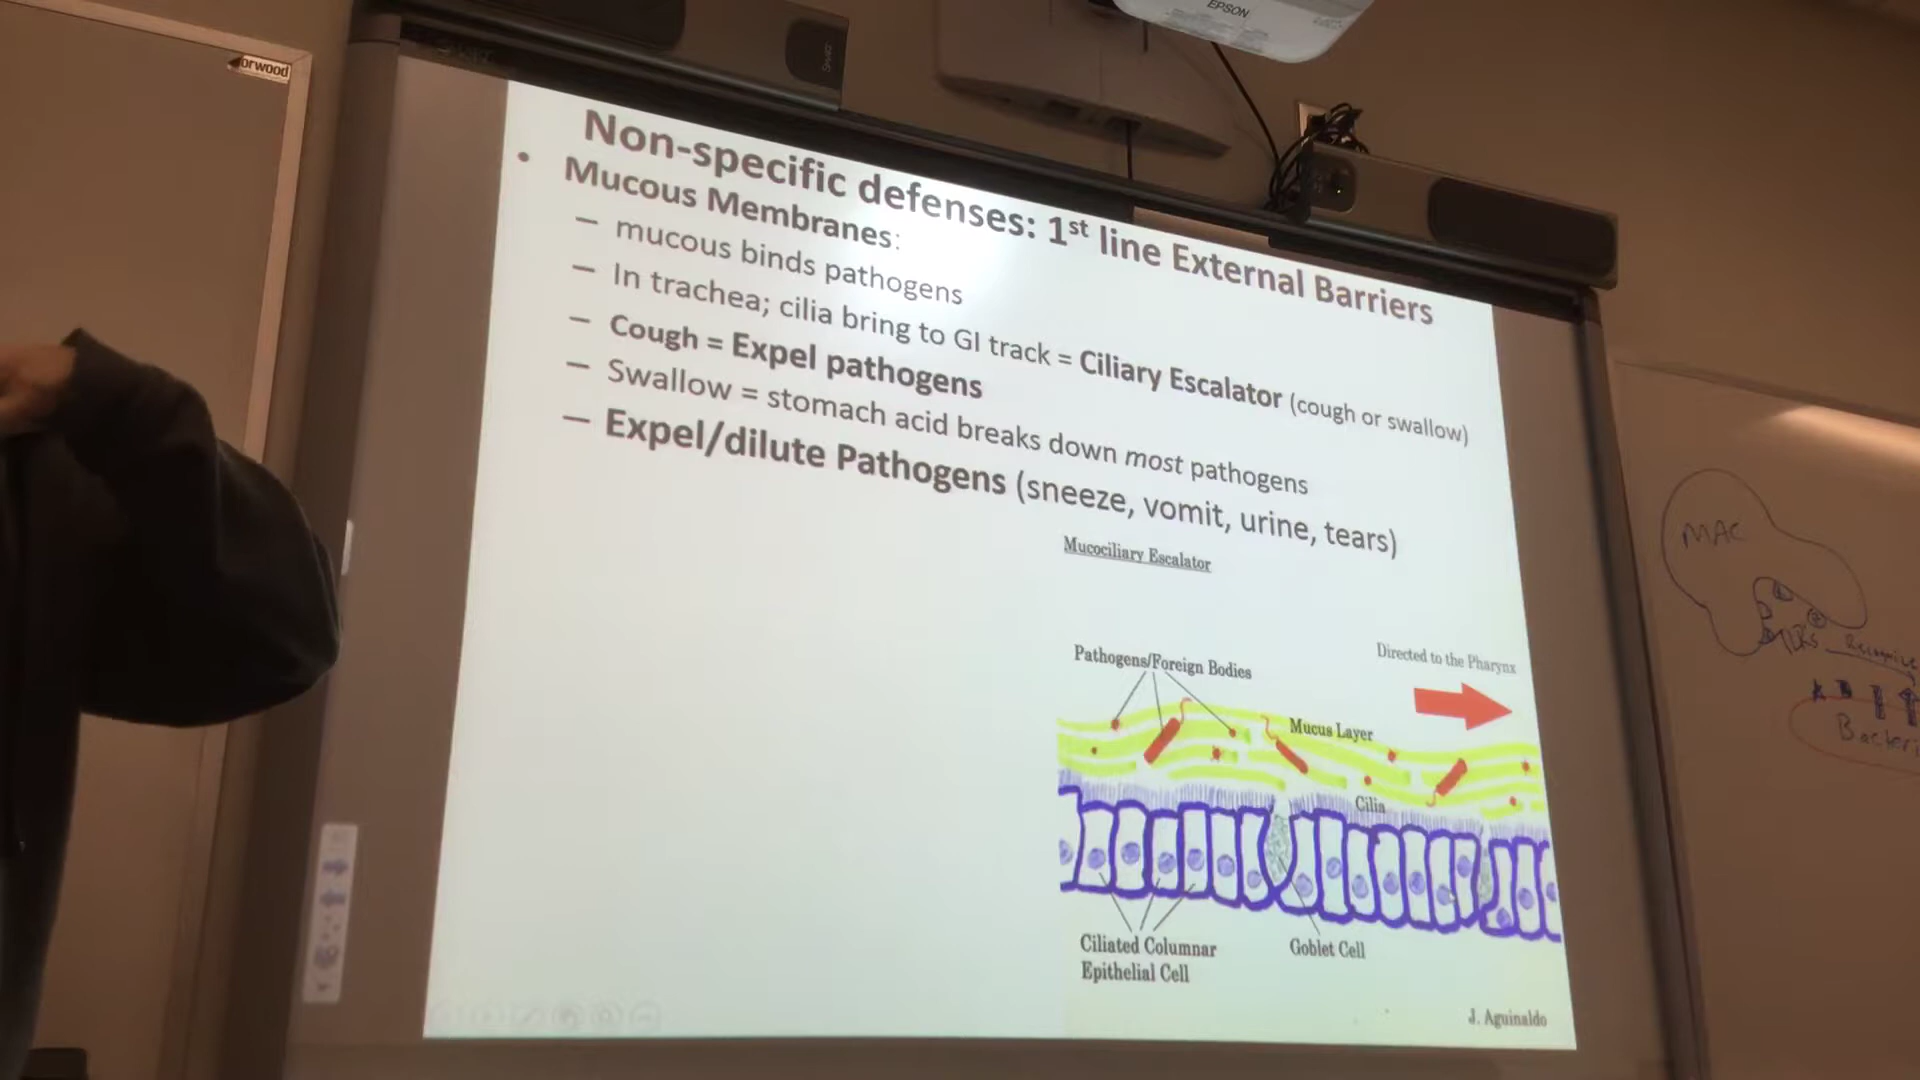 EPSON
orwood
SMART
Non-specific defenses: 1st line External Barriers
• Mucous Membranes:
– mucous binds pathogens
– In trachea; cilia bring to GI track = Ciliary Escalator (cough or swallow)
– Cough = Expel pathogens
– Swallow = stomach acid breaks down most pathogens
– Expel/dilute Pathogens (sneeze, vomit, urine, tears)
Mucociliary Escalator
Directed to the Pharynx
Pathogens/Foreign Bodies
Mucus Layer
Cilia
Ciliated Columnar
Epithelial Cell
Goblet Cell
J. Aguinaldo
MAC
Recognize
Bacteri